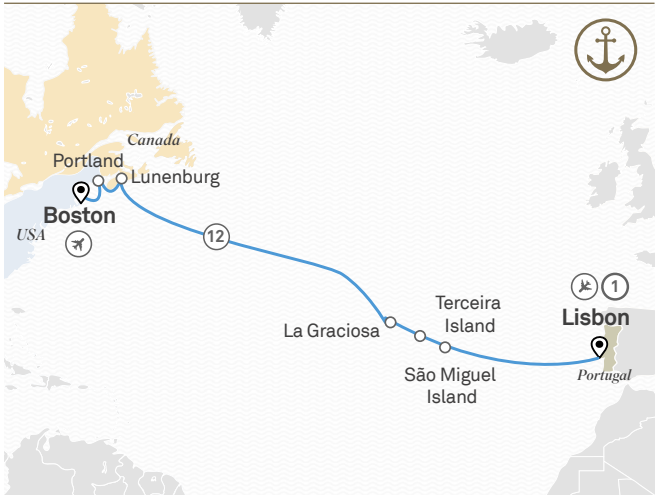 Canada
Portland
Lunenburg
Boston
USA
12
La Graciosa
Terceira
Island
São Miguel
Island
1
Lisbon
Portugal